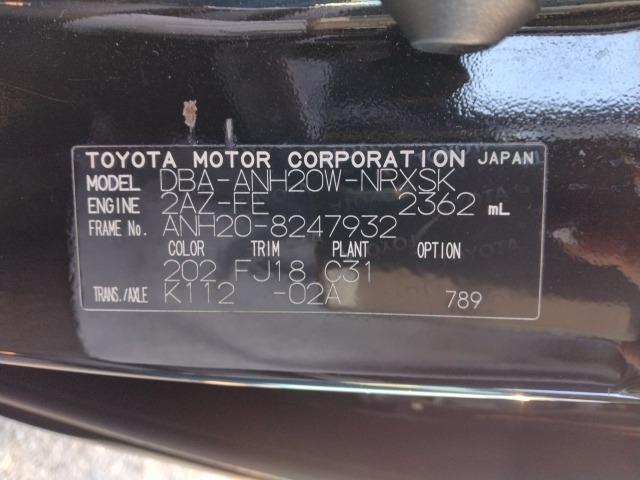 TOYOTA MOTOR CORPORATION JAPAN
MODEL DBA-ANH20W-NRXSK
ENGINE 2AZ-FE 2362 mL
FRAME No. ANH20-8247932
COLOR TRIM PLANT OPTION
202 FJ18 C31
TRANS./AXLE K112 -02A 789